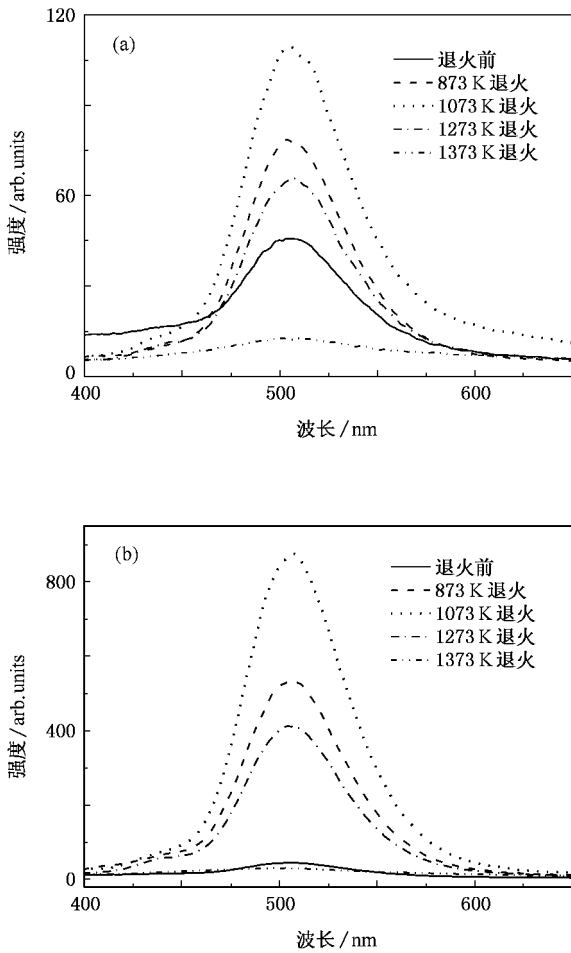 120
(a)
退火前
873 K 退火
1073 K 退火
1273 K 退火
1373 K 退火
60
强度/arb.units
0
400
500
600
波长/nm
(b)
退火前
873 K 退火
1073 K 退火
1273 K 退火
1373 K 退火
800
400
强度/arb.units
0
400
500
600
波长/nm